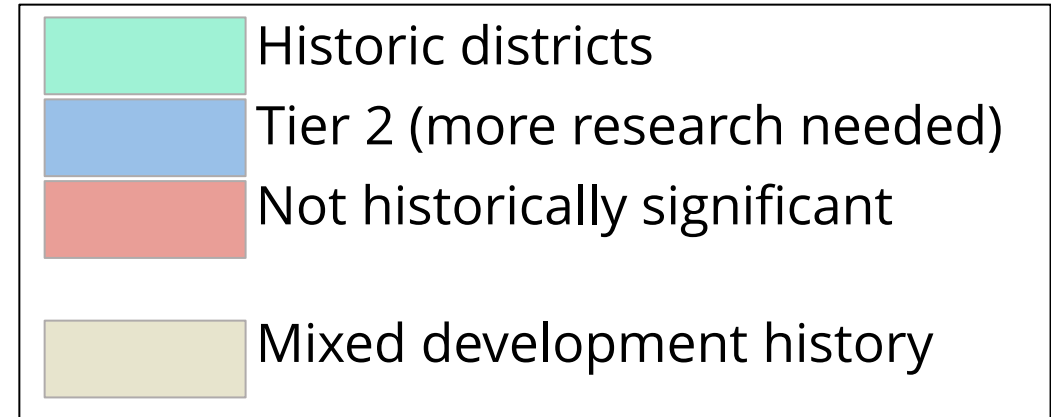 Historic districts
Tier 2 (more research needed)
Not historically significant
Mixed development history